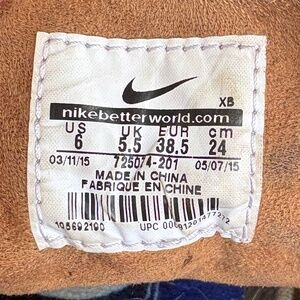 XB
nikebetterworld.com
US UK EUR cm
6 5.5 38.5 24
03/11/15 725074-201 05/07/15
MADE IN CHINA
FABRIQUE EN CHINE
UPC